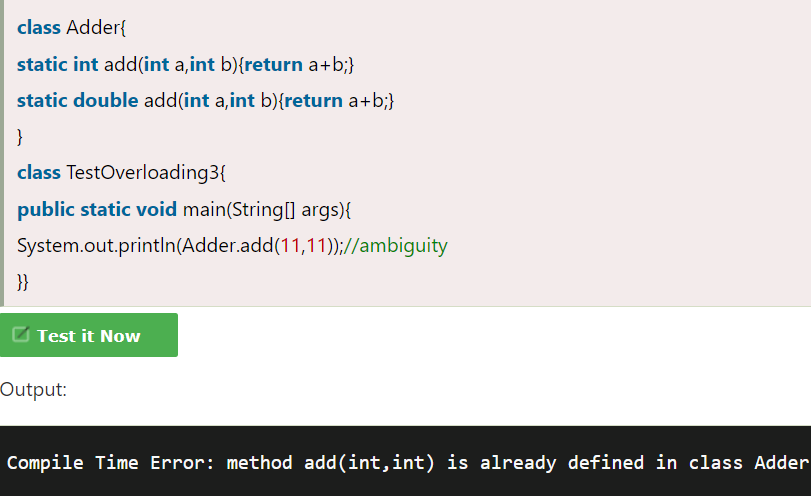 class Adder{
static int add(int a,int b){return a+b;}
static double add(int a,int b){return a+b;}
}
class TestOverloading3{
public static void main(String[] args){
System.out.println(Adder.add(11,11));//ambiguity
}}
Test it Now
Output:
Compile Time Error: method add(int,int) is already defined in class Adder